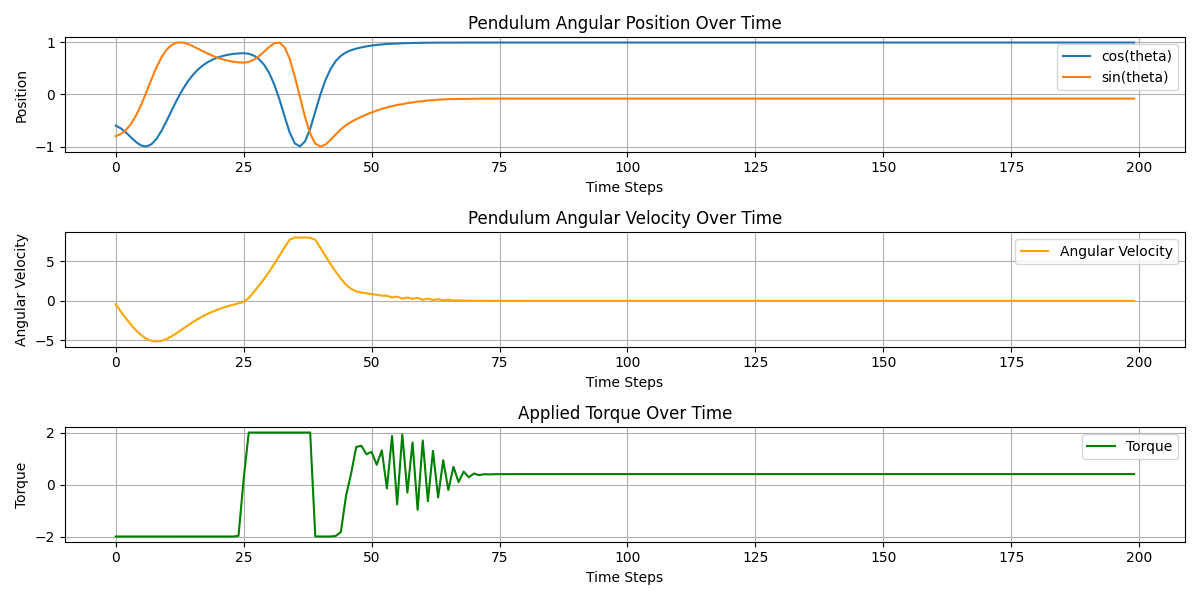 Pendulum Angular Position Over Time
1
0
−1
Position
cos(theta)
sin(theta)
0 25 50 75 100 125 150 175 200
Time Steps
Pendulum Angular Velocity Over Time
5
0
−5
Angular Velocity
Angular Velocity
0 25 50 75 100 125 150 175 200
Time Steps
Applied Torque Over Time
2
0
−2
Torque
Torque
0 25 50 75 100 125 150 175 200
Time Steps